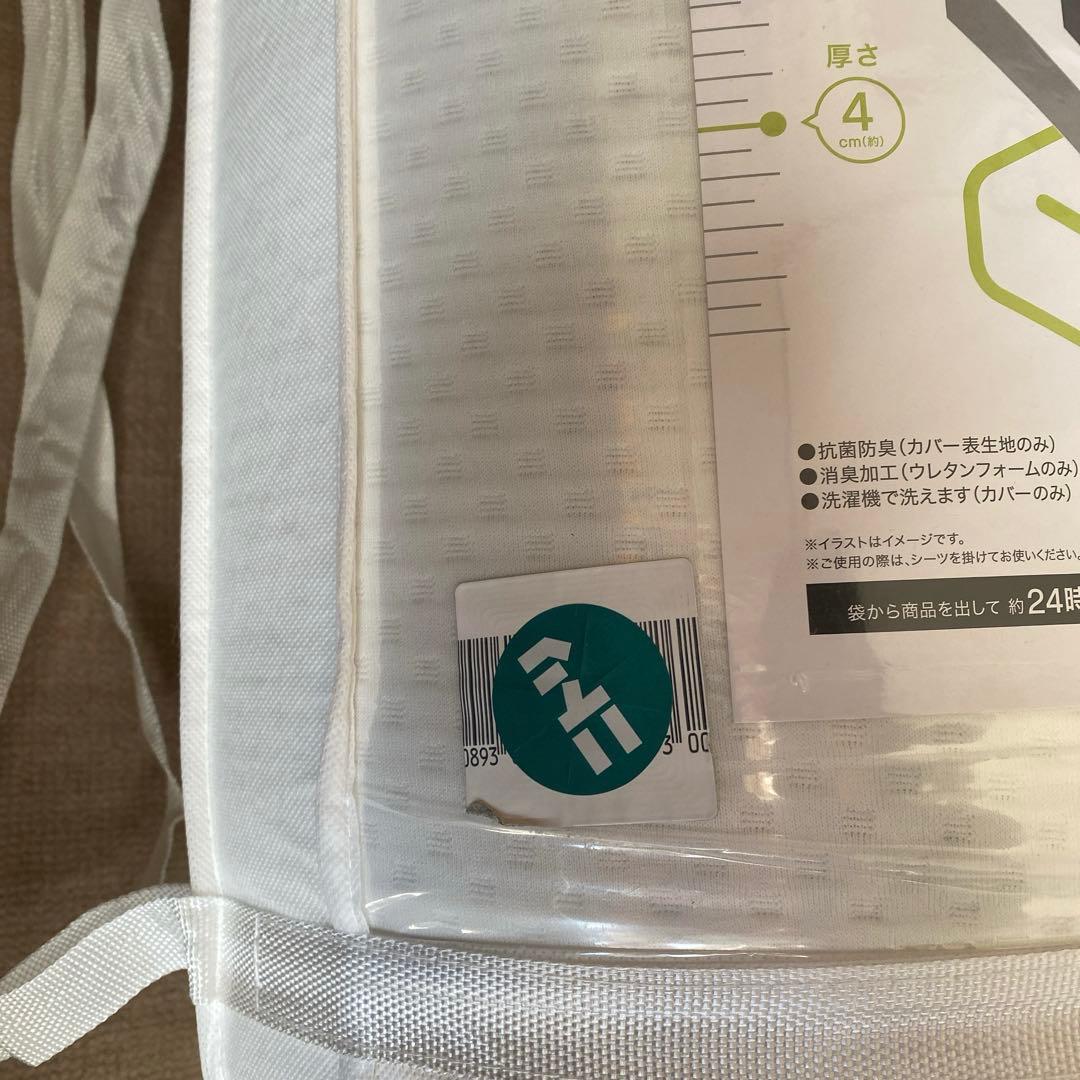 厚さ
4
cm(約)
●抗菌防臭(カバー表生地のみ)
●消臭加工(ウレタンフォームのみ)
●洗濯機で洗えます(カバーのみ)
※イラストはイメージです。
※ご使用の際は、シーツを掛けてお使いください。
袋から商品を出して 約24時
0893
3 00